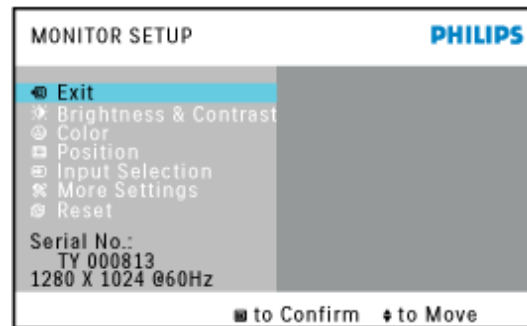 MONITOR SETUP
PHILIPS
Exit
Brightness & Contrast
Color
Position
Input Selection
More Settings
Reset
Serial No.:
TY 000813
1280 X 1024 @60Hz
to Confirm to Move